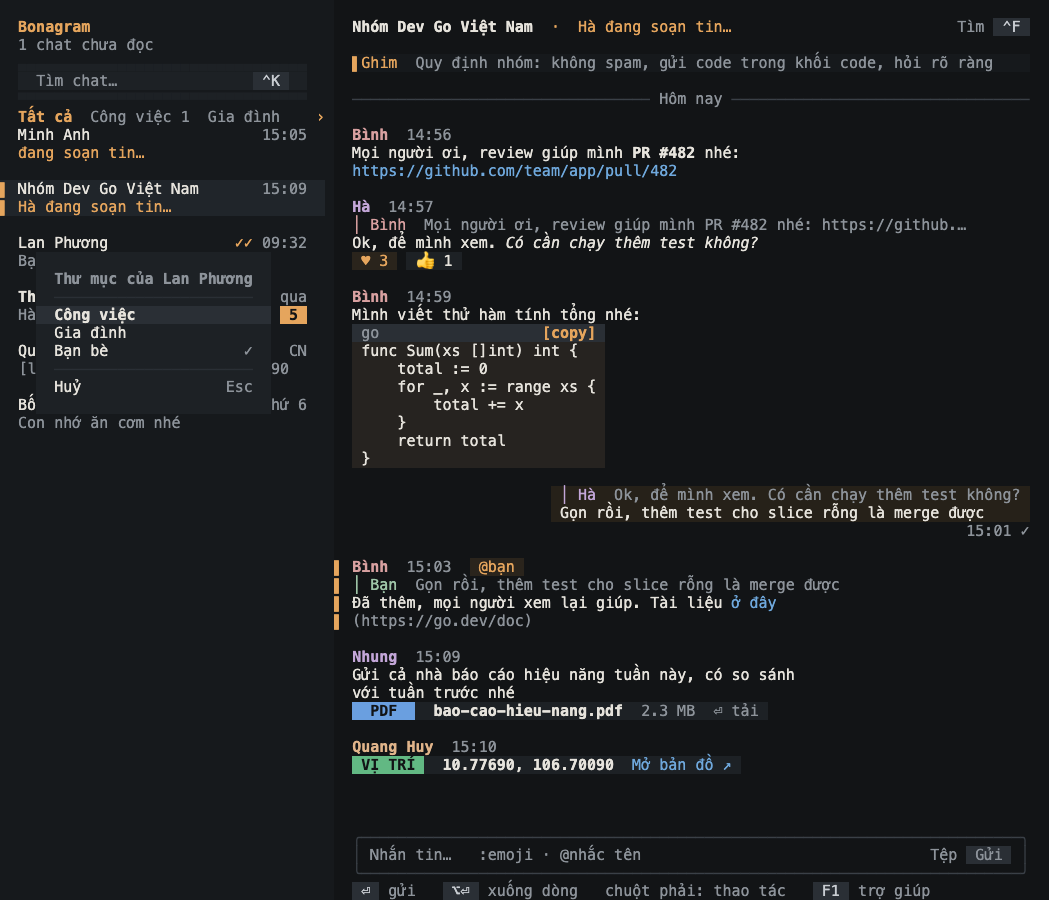 Bonagram
1 chat chưa đọc
Tìm chat… ^K
Tất cả Công việc 1 Gia đình ›
Minh Anh 15:05
đang soạn tin…
Nhóm Dev Go Việt Nam 15:09
Hà đang soạn tin…
Lan Phương ✓✓ 09:32
Bạ
Thư mục của Lan Phương
Th qua
Hà 5
Công việc
Gia đình
Qu CN
Bạn bè ✓
[l 90
Huỷ Esc
Bố hứ 6
Con nhớ ăn cơm nhé
Nhóm Dev Go Việt Nam · Hà đang soạn tin… Tìm ^F
Ghim Quy định nhóm: không spam, gửi code trong khối code, hỏi rõ ràng
Hôm nay
Bình 14:56
Mọi người ơi, review giúp mình PR #482 nhé:
https://github.com/team/app/pull/482
Hà 14:57
│ Bình Mọi người ơi, review giúp mình PR #482 nhé: https://github.…
Ok, để mình xem. Có cần chạy thêm test không?
♥ 3 👍 1
Bình 14:59
Mình viết thử hàm tính tổng nhé:
go [copy]
func Sum(xs []int) int {
total := 0
for _, x := range xs {
total += x
}
return total
}
│ Hà Ok, để mình xem. Có cần chạy thêm test không?
Gọn rồi, thêm test cho slice rỗng là merge được
15:01 ✓
Bình 15:03 @bạn
│ Bạn Gọn rồi, thêm test cho slice rỗng là merge được
Đã thêm, mọi người xem lại giúp. Tài liệu ở đây
(https://go.dev/doc)
Nhung 15:09
Gửi cả nhà báo cáo hiệu năng tuần này, có so sánh
với tuần trước nhé
PDF bao-cao-hieu-nang.pdf 2.3 MB ⏎ tải
Quang Huy 15:10
VỊ TRÍ 10.77690, 106.70090 Mở bản đồ ↗
Nhắn tin… :emoji · @nhắc tên Tệp Gửi
⏎ gửi ⌥⏎ xuống dòng chuột phải: thao tác F1 trợ giúp